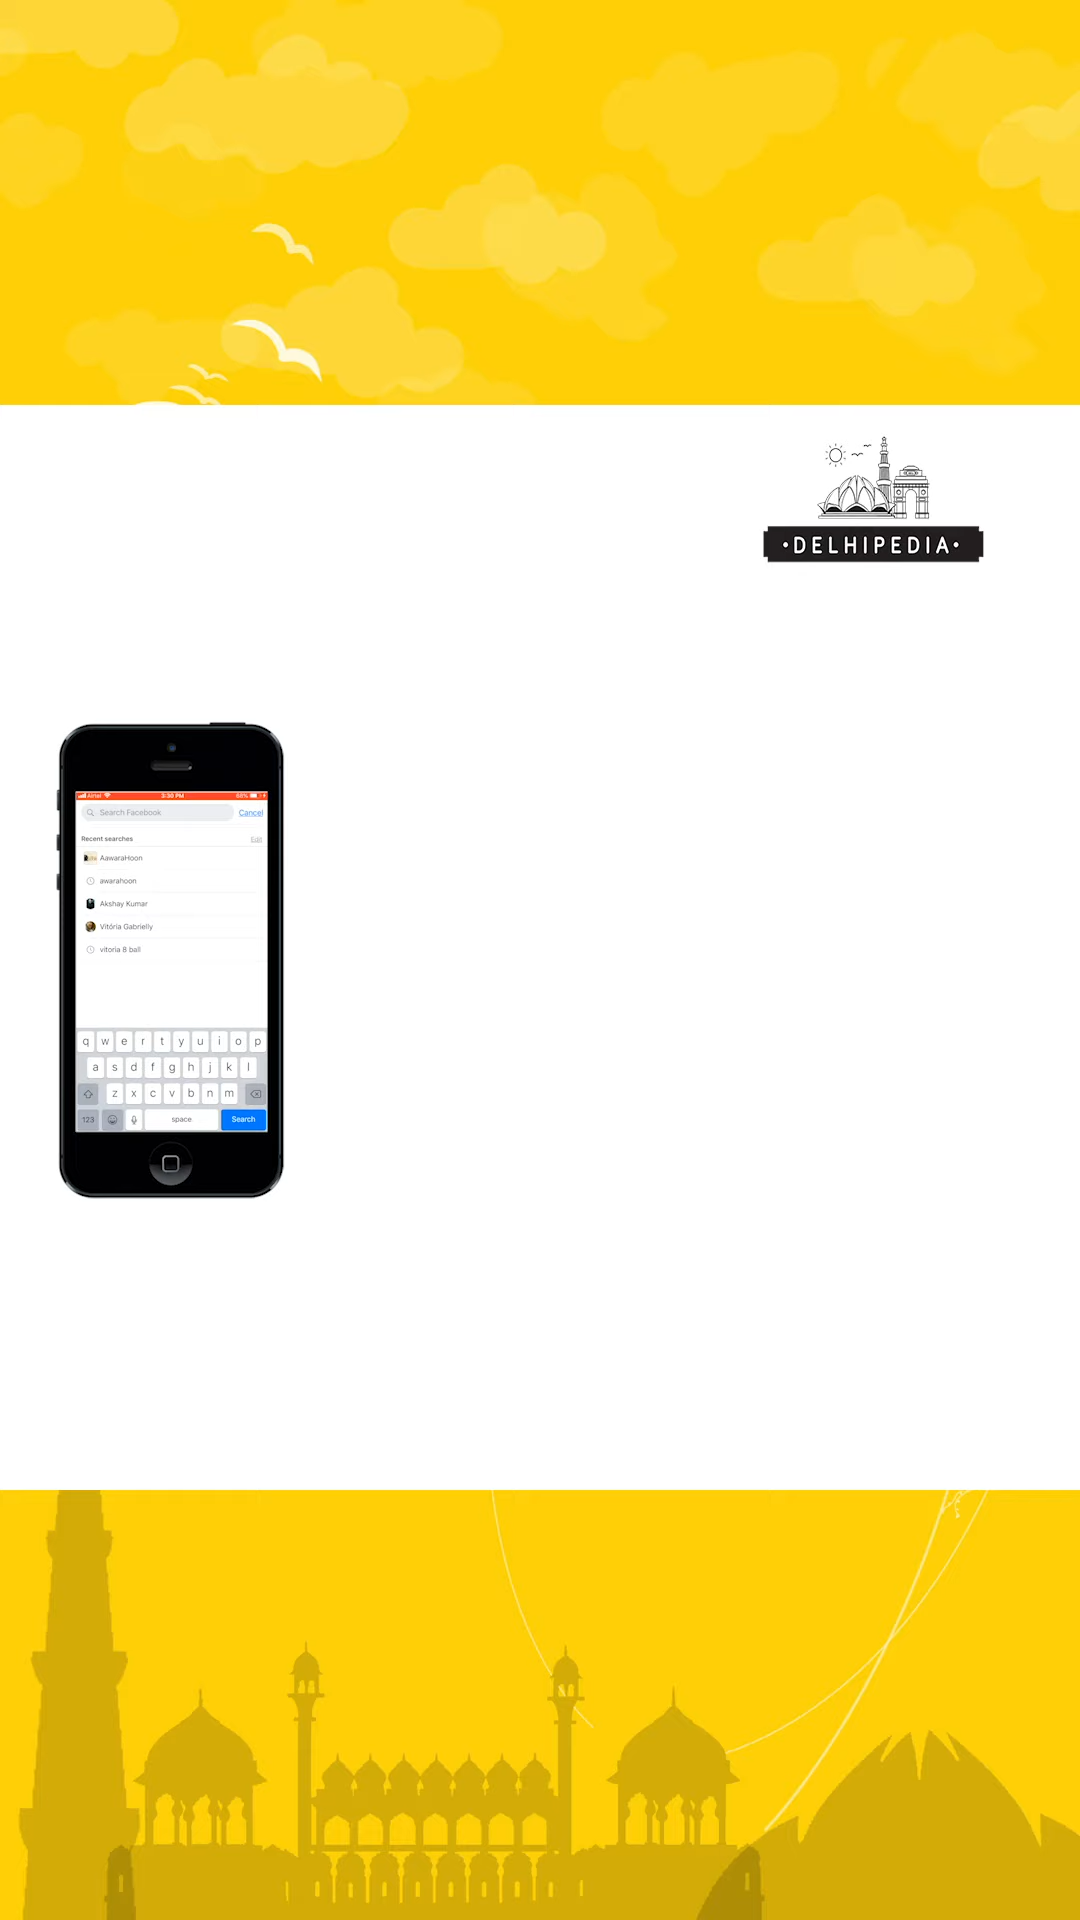 •DELHIPEDIA•
Airtel 3:30 PM 68%
Search Facebook Cancel
Recent searches Edit
AawaraHoon
awarahoon
Akshay Kumar
Vitória Gabrielly
vitoria 8 ball
q w e r t y u i o p
a s d f g h j k l
z x c v b n m
123 space Search